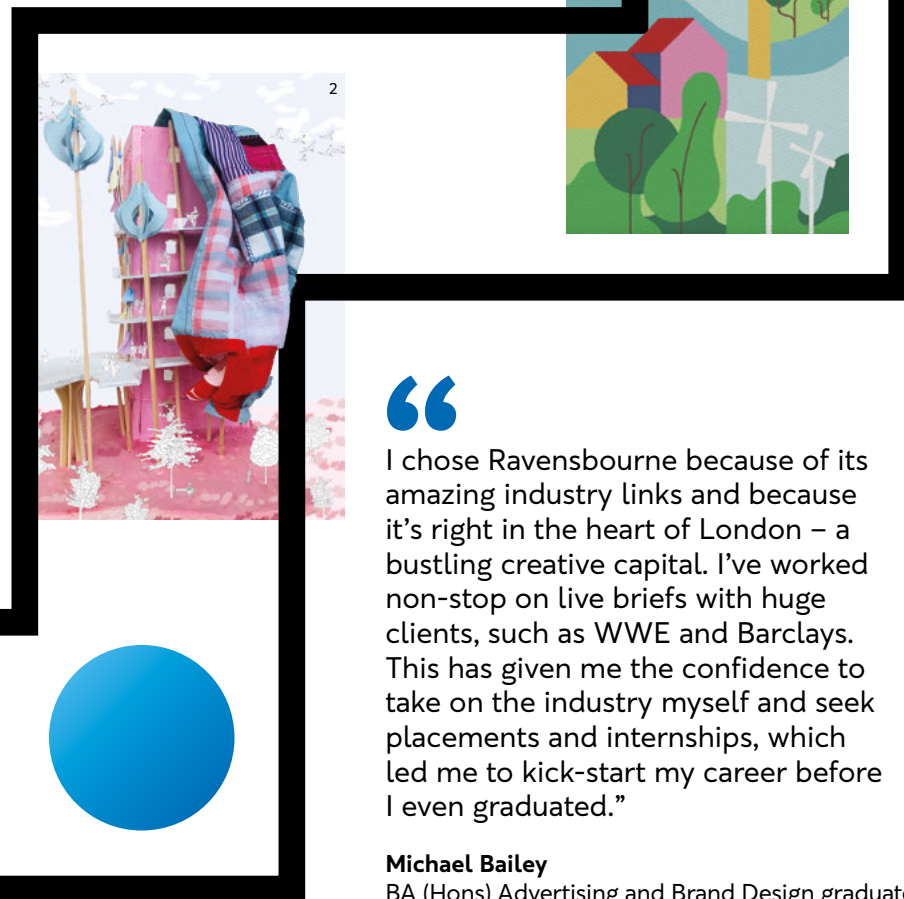 2
“
I chose Ravensbourne because of its
amazing industry links and because
it’s right in the heart of London – a
bustling creative capital. I’ve worked
non-stop on live briefs with huge
clients, such as WWE and Barclays.
This has given me the confidence to
take on the industry myself and seek
placements and internships, which
led me to kick-start my career before
I even graduated.”
Michael Bailey
BA (Hons) Advertising and Brand Design graduate